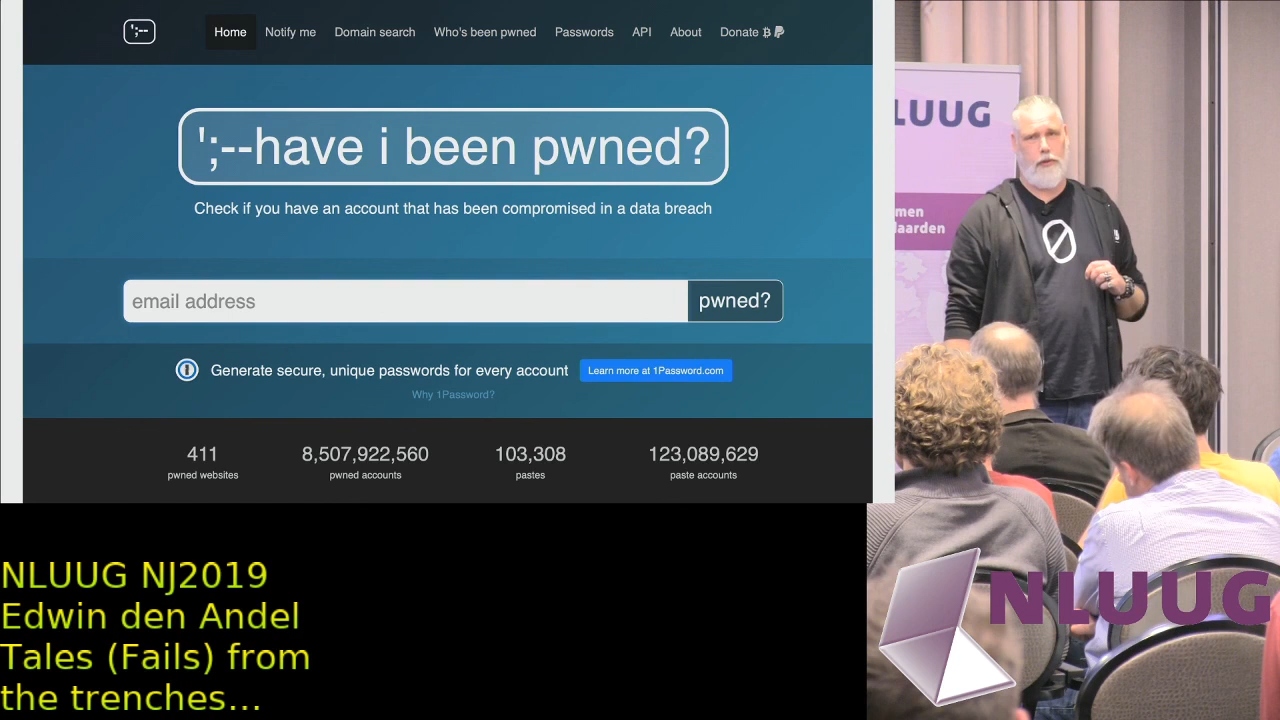 ';--
Home
Notify me
Domain search
Who's been pwned
Passwords
API
About
Donate
';--have i been pwned?
Check if you have an account that has been compromised in a data breach
email address
pwned?
Generate secure, unique passwords for every account
Learn more at 1Password.com
Why 1Password?
411
8,507,922,560
103,308
123,089,629
pwned websites
pwned accounts
pastes
paste accounts
LUUG
men
laarden
NLUUG NJ2019
Edwin den Andel
Tales (Fails) from
the trenches...
NLUUG